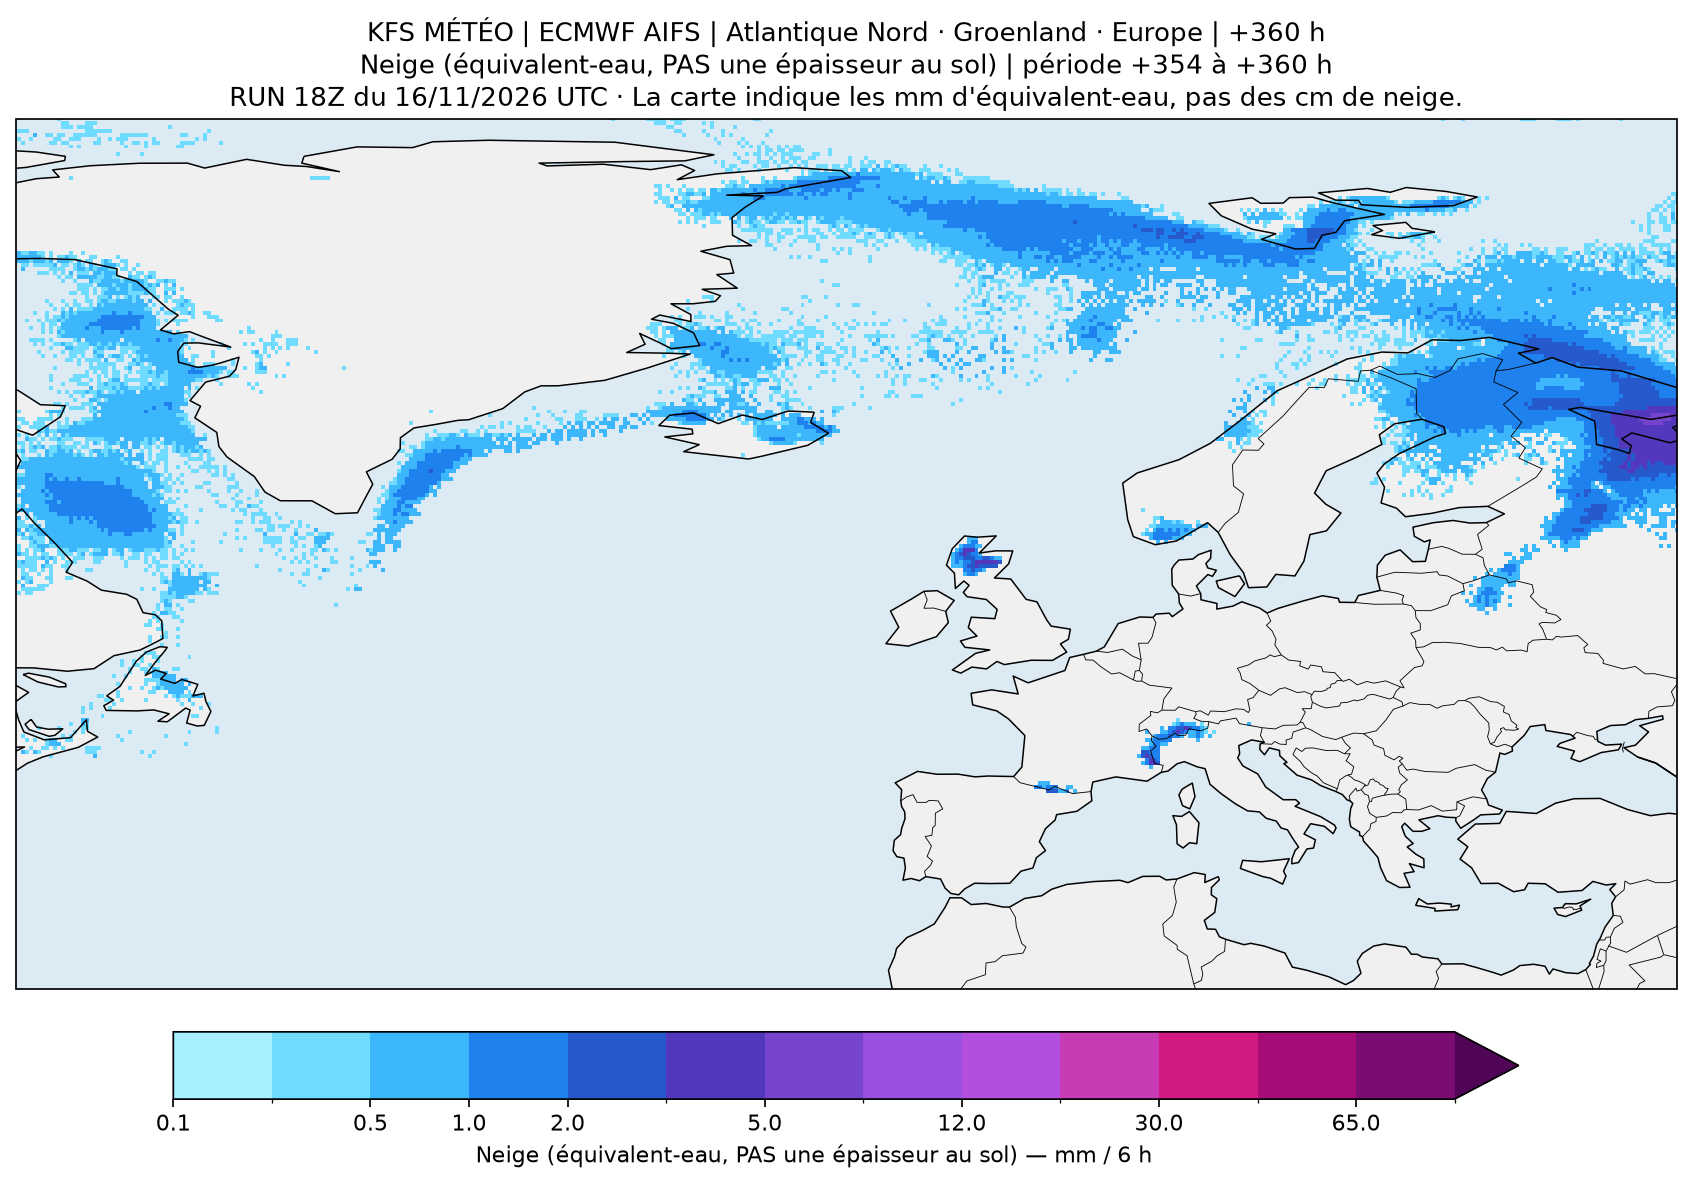 KFS MÉTÉO | ECMWF AIFS | Atlantique Nord · Groenland · Europe | +360 h
Neige (équivalent-eau, PAS une épaisseur au sol) | période +354 à +360 h
RUN 18Z du 16/11/2026 UTC · La carte indique les mm d'équivalent-eau, pas des cm de neige.
0.1 0.5 1.0 2.0 5.0 12.0 30.0 65.0
Neige (équivalent-eau, PAS une épaisseur au sol) — mm / 6 h